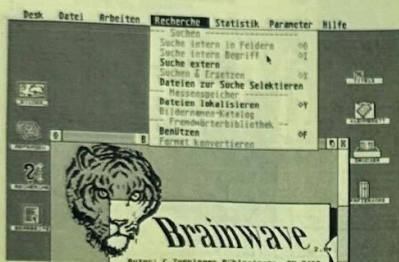 Desk Datei Arbeiten Recherche Statistik Parameter Hilfe
Suchen
Suche intern in Feldern
Suche intern Begriff
Suche extern
Suchen & Ersetzen
Dateien zur Suche Selektieren
Massenspeicher
Dateien lokalisieren
Bildernamen-Katalog
Fremdwörterbibliothek
Benützen
Format konvertieren
Brainwave